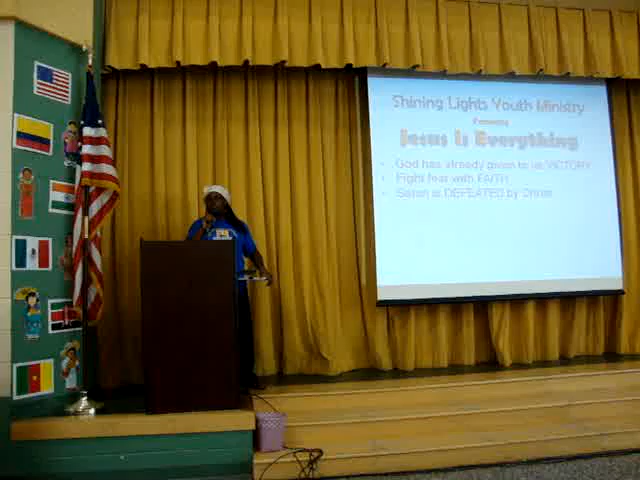 Shining Lights Youth Ministry
Presents
Jesus Is Everything
• God has already given to us VICTORY
• Fight fear with FAITH
• Satan is DEFEATED by Christ